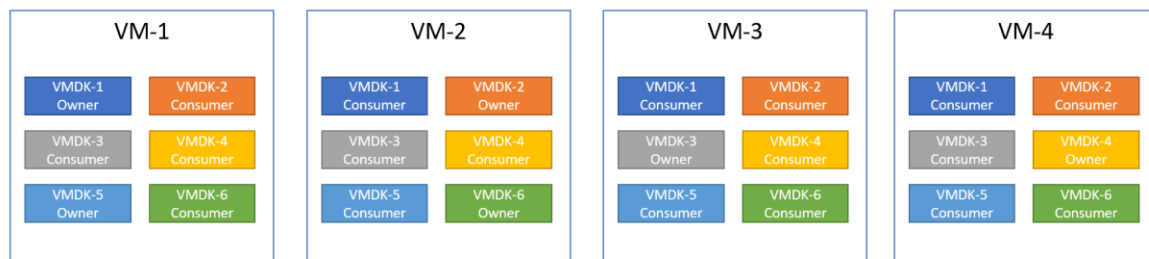 VM-1
VMDK-1
Owner
VMDK-2
Consumer
VMDK-3
Consumer
VMDK-4
Consumer
VMDK-5
Owner
VMDK-6
Consumer
VM-2
VMDK-1
Consumer
VMDK-2
Owner
VMDK-3
Consumer
VMDK-4
Consumer
VMDK-5
Consumer
VMDK-6
Owner
VM-3
VMDK-1
Consumer
VMDK-2
Consumer
VMDK-3
Owner
VMDK-4
Consumer
VMDK-5
Consumer
VMDK-6
Consumer
VM-4
VMDK-1
Consumer
VMDK-2
Consumer
VMDK-3
Consumer
VMDK-4
Owner
VMDK-5
Consumer
VMDK-6
Consumer